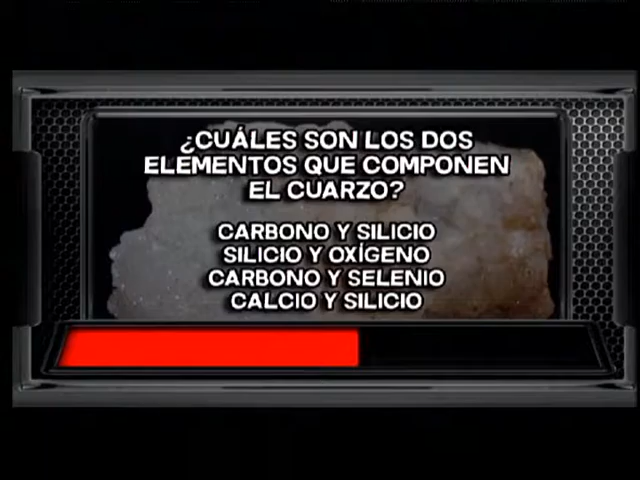 ¿CUÁLES SON LOS DOS
ELEMENTOS QUE COMPONEN
EL CUARZO?
CARBONO Y SILICIO
SILICIO Y OXÍGENO
CARBONO Y SELENIO
CALCIO Y SILICIO